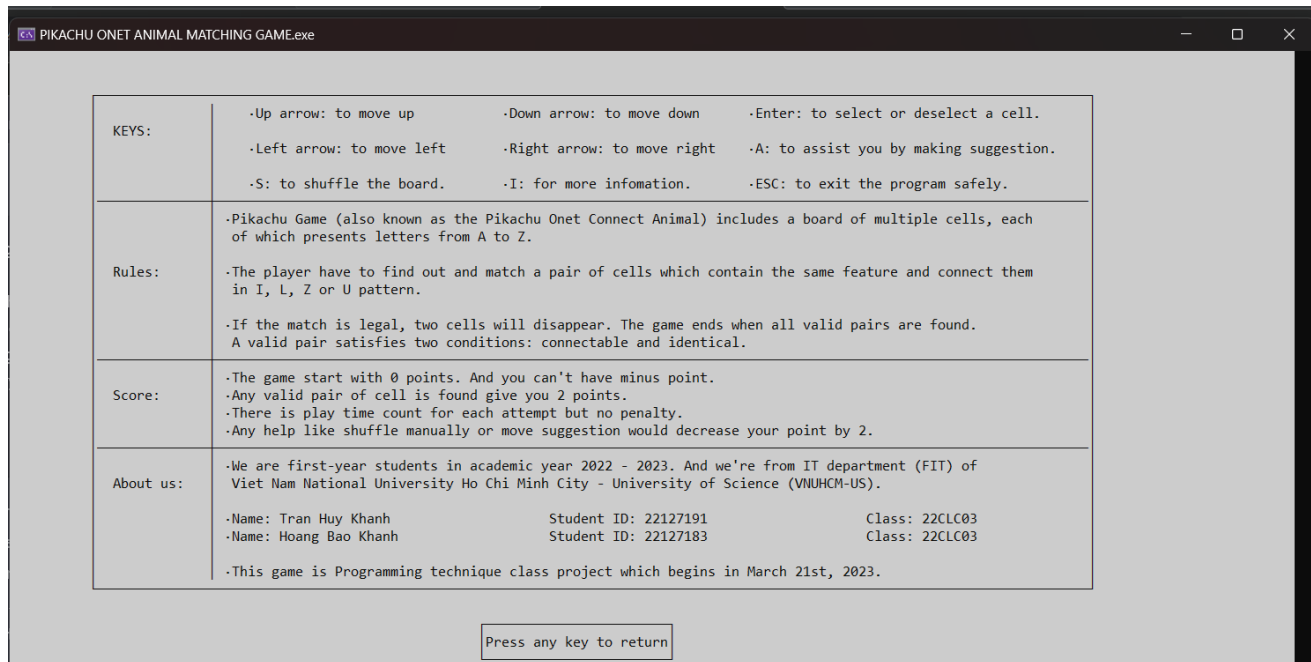 PIKACHU ONET ANIMAL MATCHING GAME.exe
KEYS:
·Up arrow: to move up ·Down arrow: to move down ·Enter: to select or deselect a cell.
·Left arrow: to move left ·Right arrow: to move right ·A: to assist you by making suggestion.
·S: to shuffle the board. ·I: for more infomation. ·ESC: to exit the program safely.
Rules:
·Pikachu Game (also known as the Pikachu Onet Connect Animal) includes a board of multiple cells, each
of which presents letters from A to Z.
·The player have to find out and match a pair of cells which contain the same feature and connect them
in I, L, Z or U pattern.
·If the match is legal, two cells will disappear. The game ends when all valid pairs are found.
A valid pair satisfies two conditions: connectable and identical.
Score:
·The game start with 0 points. And you can't have minus point.
·Any valid pair of cell is found give you 2 points.
·There is play time count for each attempt but no penalty.
·Any help like shuffle manually or move suggestion would decrease your point by 2.
About us:
·We are first-year students in academic year 2022 - 2023. And we're from IT department (FIT) of
Viet Nam National University Ho Chi Minh City - University of Science (VNUHCM-US).
·Name: Tran Huy Khanh Student ID: 22127191 Class: 22CLC03
·Name: Hoang Bao Khanh Student ID: 22127183 Class: 22CLC03
·This game is Programming technique class project which begins in March 21st, 2023.
Press any key to return